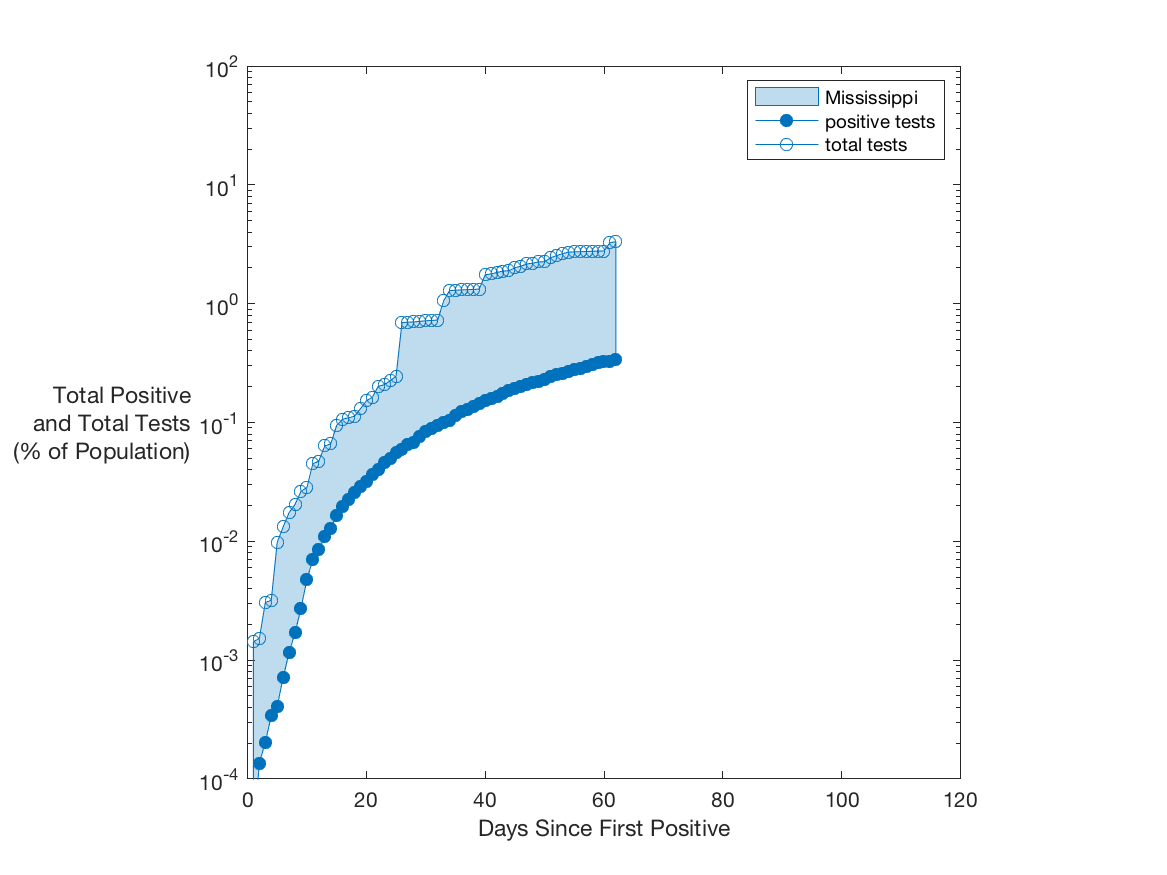 10^2
10^1
10^0
10^-1
10^-2
10^-3
10^-4
Total Positive
and Total Tests
(% of Population)
Mississippi
positive tests
total tests
0 20 40 60 80 100 120
Days Since First Positive